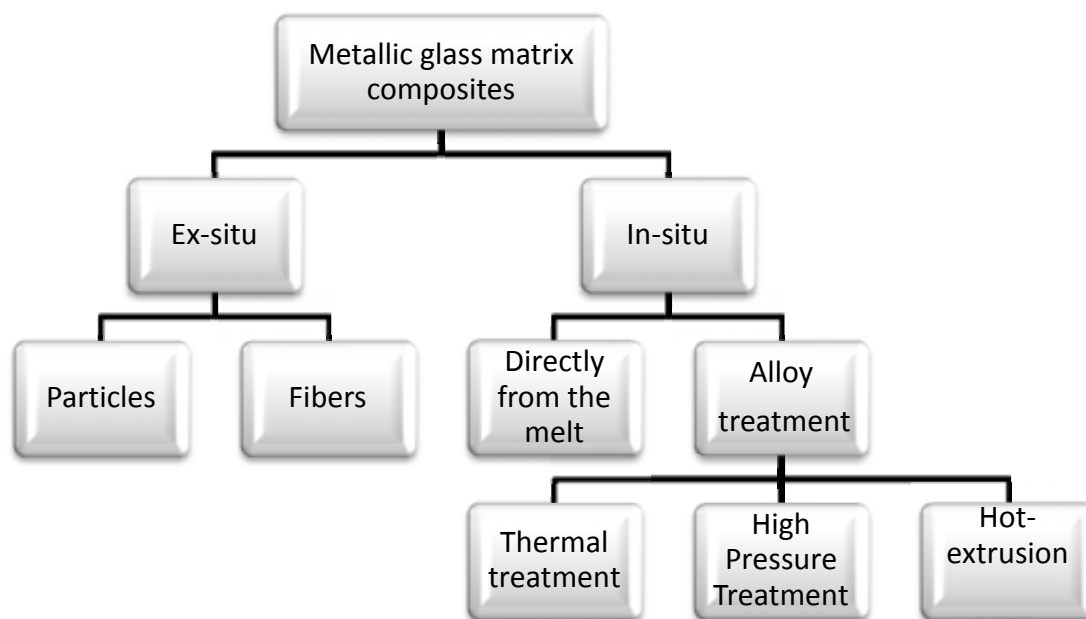 Metallic glass matrix
composites
Ex-situ
In-situ
Particles
Fibers
Directly
from the
melt
Alloy
treatment
Thermal
treatment
High
Pressure
Treatment
Hot-
extrusion